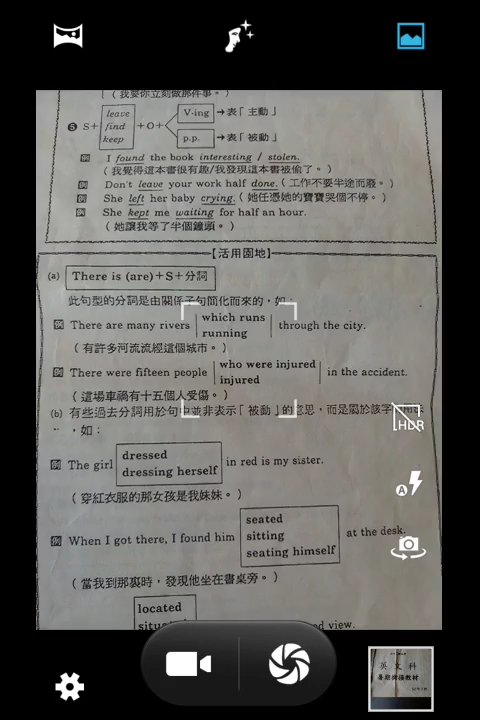 （我要你立刻做那件事。）
❺ S+ leave find keep +O+ V-ing →表「主動」
p.p. →表「被動」
例 I found the book interesting / stolen.
（我覺得這本書很有趣/我發現這本書被偷了。）
例 Don't leave your work half done.（工作不要半途而廢。）
例 She left her baby crying.（她任憑她的寶寶哭個不停。）
例 She kept me waiting for half an hour.
（她讓我等了半個鐘頭。）
【活用園地】
(a) There is (are)+S+分詞
此句型的分詞是由關係子句簡化而來的，如：
例 There are many rivers which runs running through the city.
（有許多河流流經這個城市。）
例 There were fifteen people who were injured injured in the accident.
（這場車禍有十五個人受傷。）
(b) 有些過去分詞用於句中並非表示「被動」的意思，而是屬於該字
，如：
例 The girl dressed dressing herself in red is my sister.
（穿紅衣服的那女孩是我妹妹。）
例 When I got there, I found him seated sitting seating himself at the desk.
（當我到那裏時，發現他坐在書桌旁。）
located
view.
HDR
A
英文科